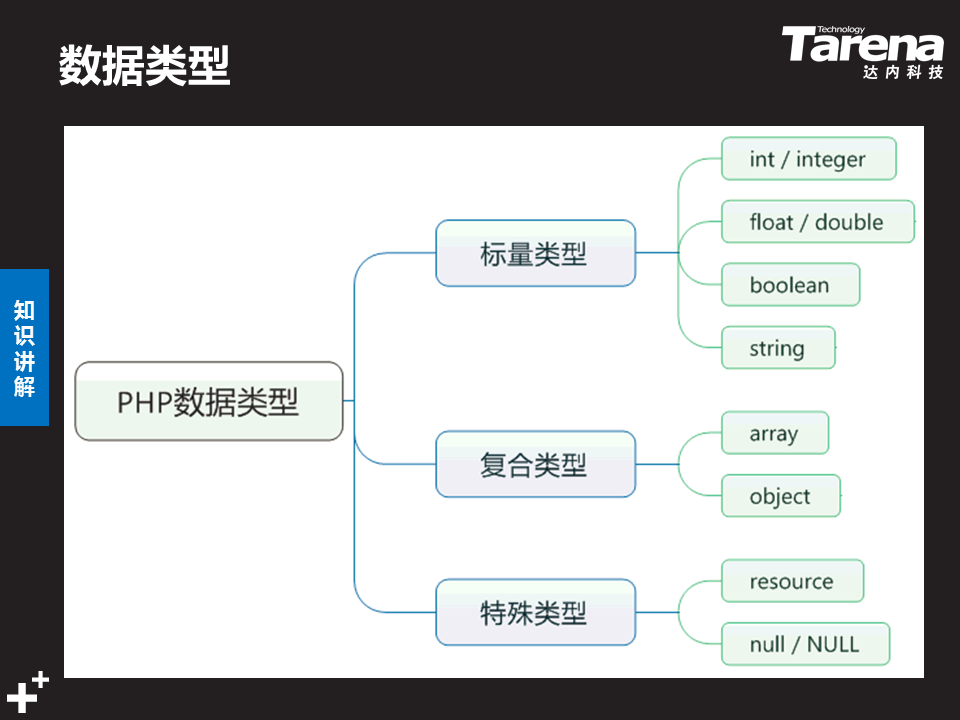 数据类型
Technology
Tarena
达内科技
知识讲解
PHP数据类型
标量类型
int / integer
float / double
boolean
string
复合类型
array
object
特殊类型
resource
null / NULL